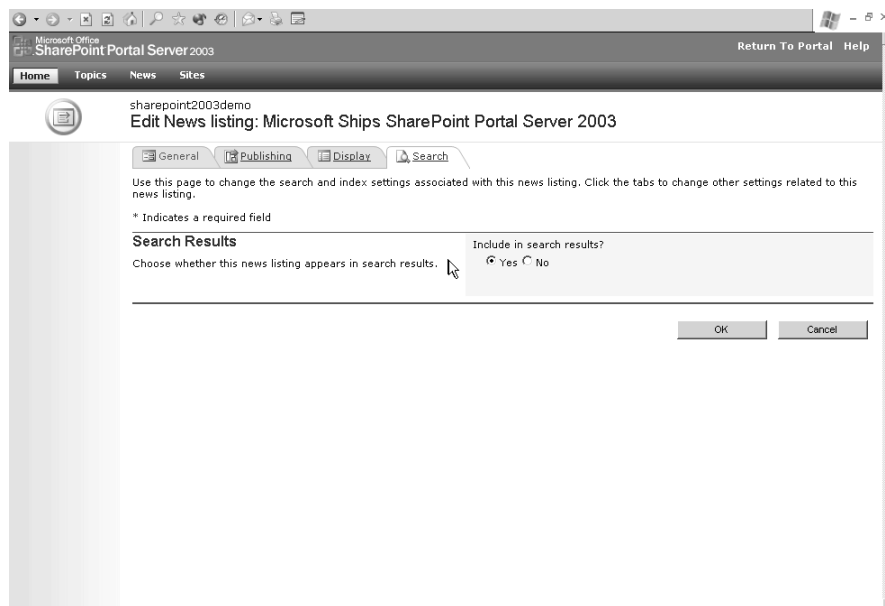 Microsoft Office
SharePoint Portal Server 2003
Return To Portal Help
Home Topics News Sites
sharepoint2003demo
Edit News listing: Microsoft Ships SharePoint Portal Server 2003
General Publishing Display Search
Use this page to change the search and index settings associated with this news listing. Click the tabs to change other settings related to this
news listing.
* Indicates a required field
Search Results
Include in search results?
Choose whether this news listing appears in search results.
Yes No
OK Cancel